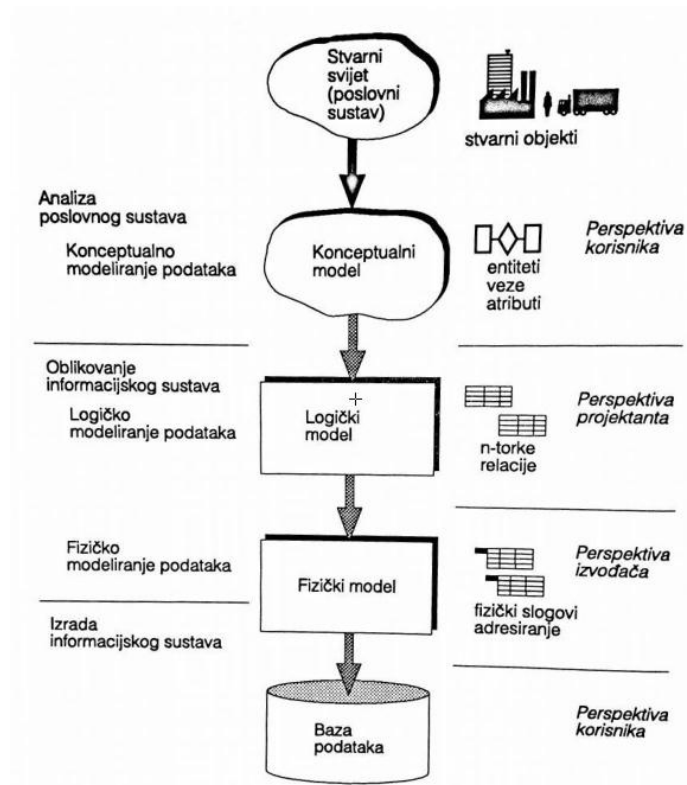 Stvarni
svijet
(poslovni
sustav)
stvarni objekti
Analiza
poslovnog sustava
Konceptualno
modeliranje podataka
Konceptualni
model
entiteti
veze
atributi
Perspektiva
korisnika
Oblikovanje
informacijskog sustava
Logičko
modeliranje podataka
Logički
model
n-torke
relacije
Perspektiva
projektanta
Fizičko
modeliranje podataka
Fizički model
fizički slogovi
adresiranje
Perspektiva
izvođača
Izrada
informacijskog sustava
Baza
podataka
Perspektiva
korisnika